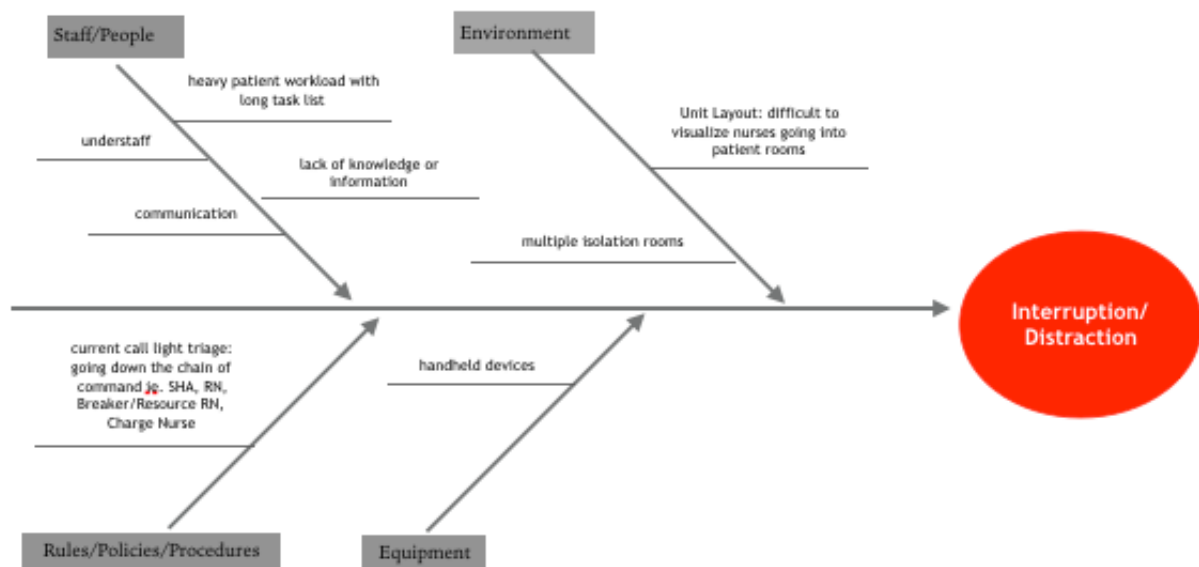 Staff/People
Environment
heavy patient workload with
long task list
understaff
lack of knowledge or
information
communication
Unit Layout: difficult to
visualize nurses going into
patient rooms
multiple isolation rooms
Interruption/
Distraction
current call light triage:
going down the chain of
command ie. SHA, RN,
Breaker/Resource RN,
Charge Nurse
handheld devices
Rules/Policies/Procedures
Equipment